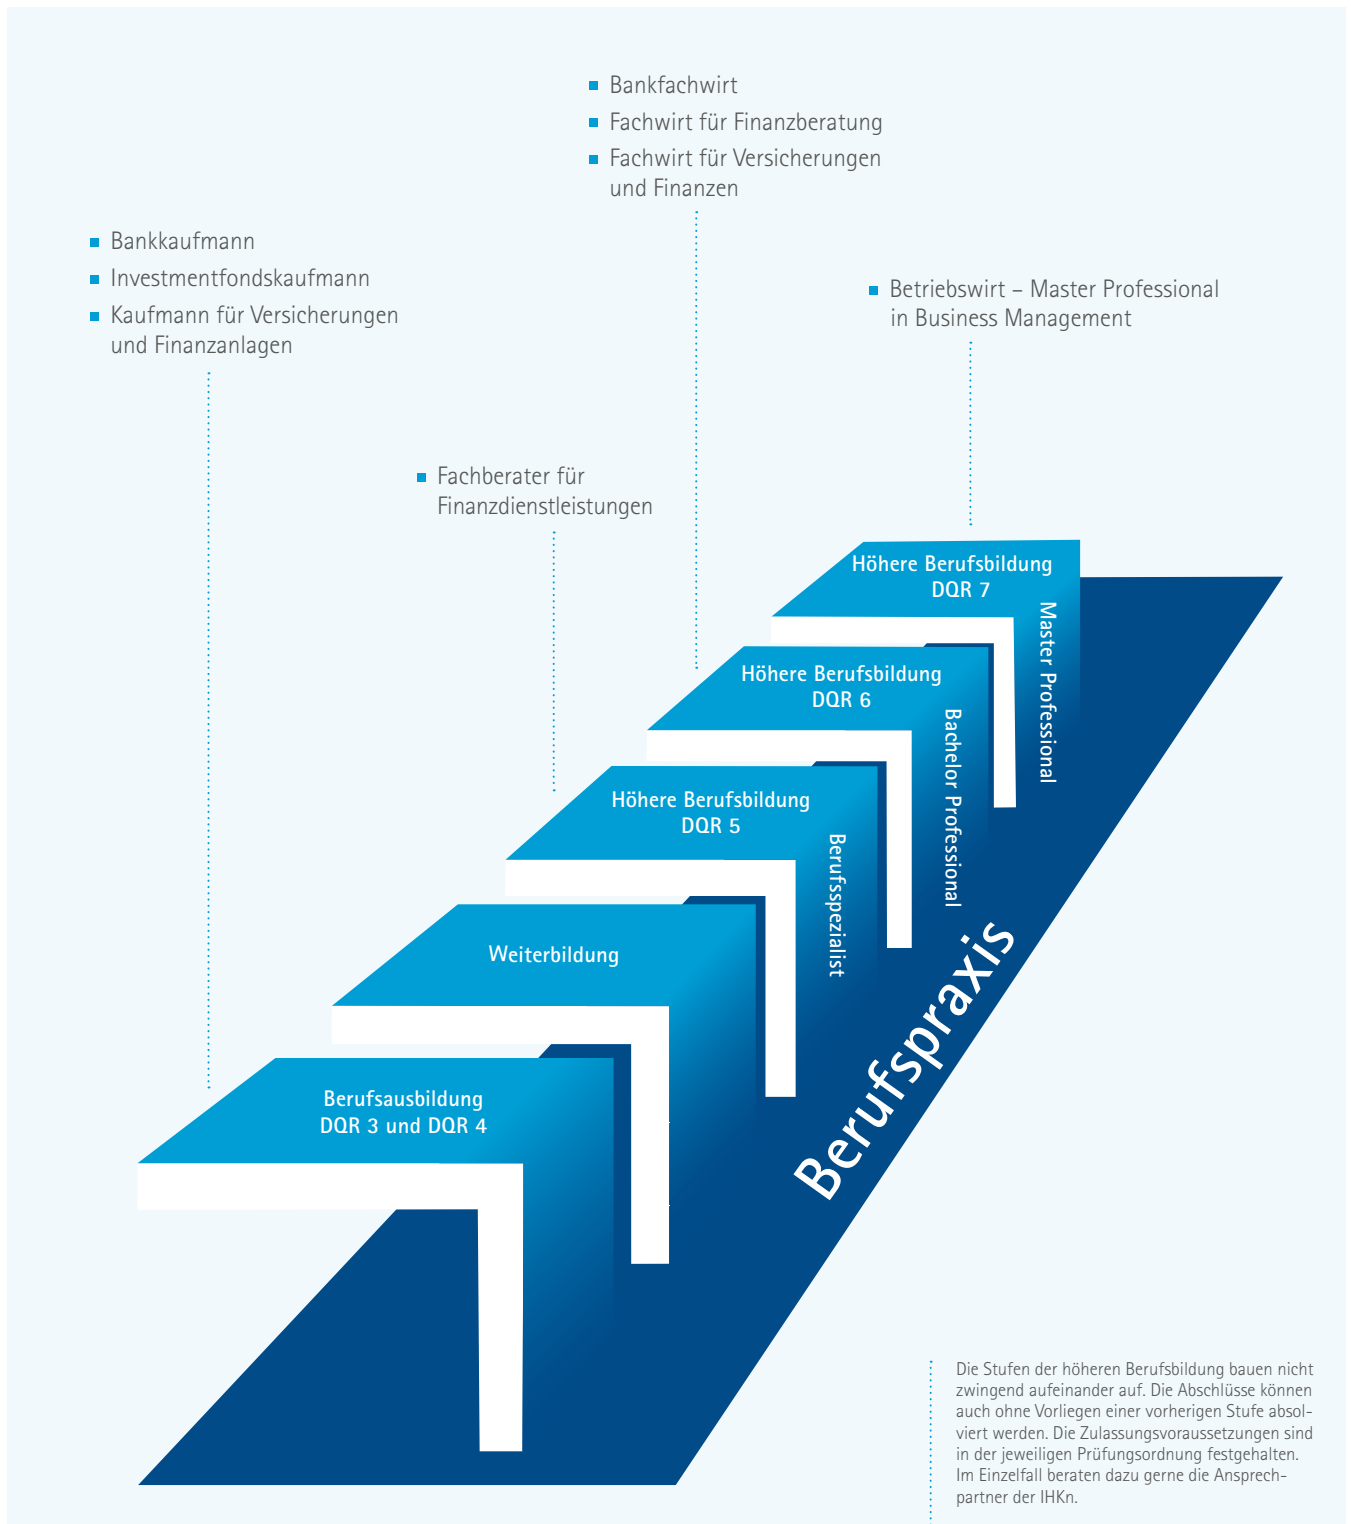 Bankfachwirt
Fachwirt für Finanzberatung
Fachwirt für Versicherungen
und Finanzen
Bankkaufmann
Investmentfondskaufmann
Kaufmann für Versicherungen
und Finanzanlagen
Betriebswirt – Master Professional
in Business Management
Fachberater für
Finanzdienstleistungen
Höhere Berufsbildung
DQR 7
Master Professional
Höhere Berufsbildung
DQR 6
Bachelor Professional
Höhere Berufsbildung
DQR 5
Berufsspezialist
Weiterbildung
Berufsausbildung
DQR 3 und DQR 4
Berufspraxis
Die Stufen der höheren Berufsbildung bauen nicht
zwingend aufeinander auf. Die Abschlüsse können
auch ohne Vorliegen einer vorherigen Stufe absol-
viert werden. Die Zulassungsvoraussetzungen sind
in der jeweiligen Prüfungsordnung festgehalten.
Im Einzelfall beraten dazu gerne die Ansprech-
partner der IHKn.